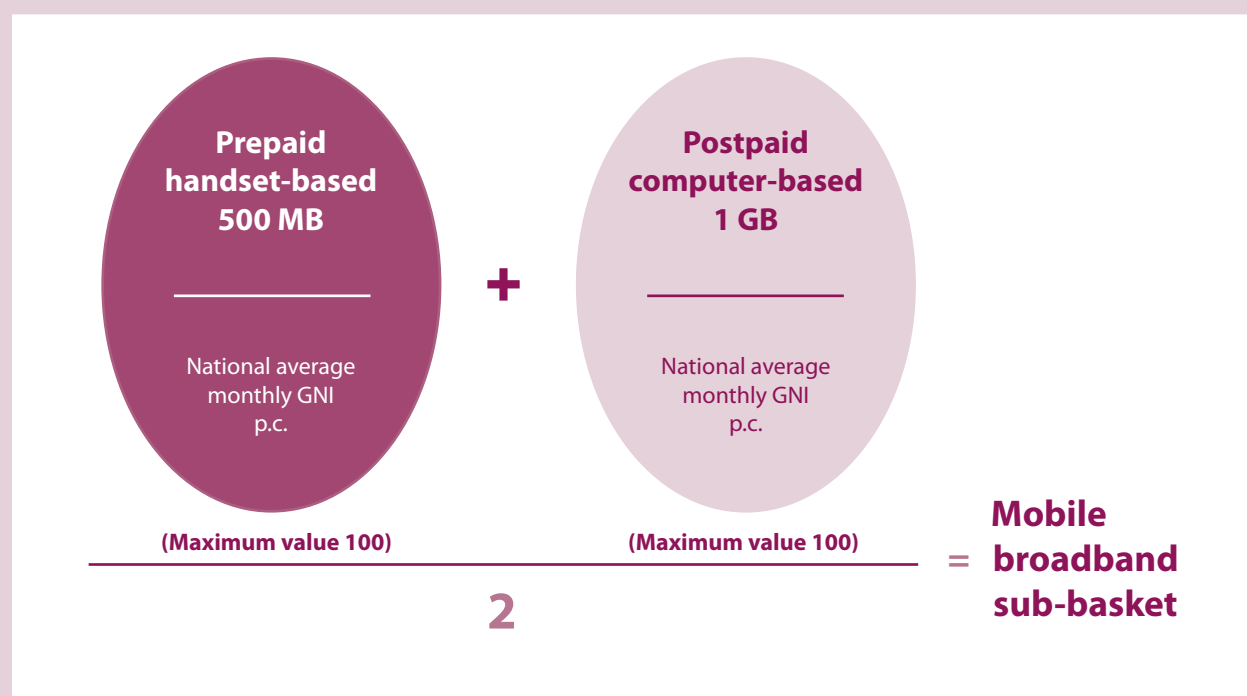 Prepaid
handset-based
500 MB
National average
monthly GNI
p.c.
(Maximum value 100)
+
Postpaid
computer-based
1 GB
National average
monthly GNI
p.c.
(Maximum value 100)
2
=
Mobile
broadband
sub-basket